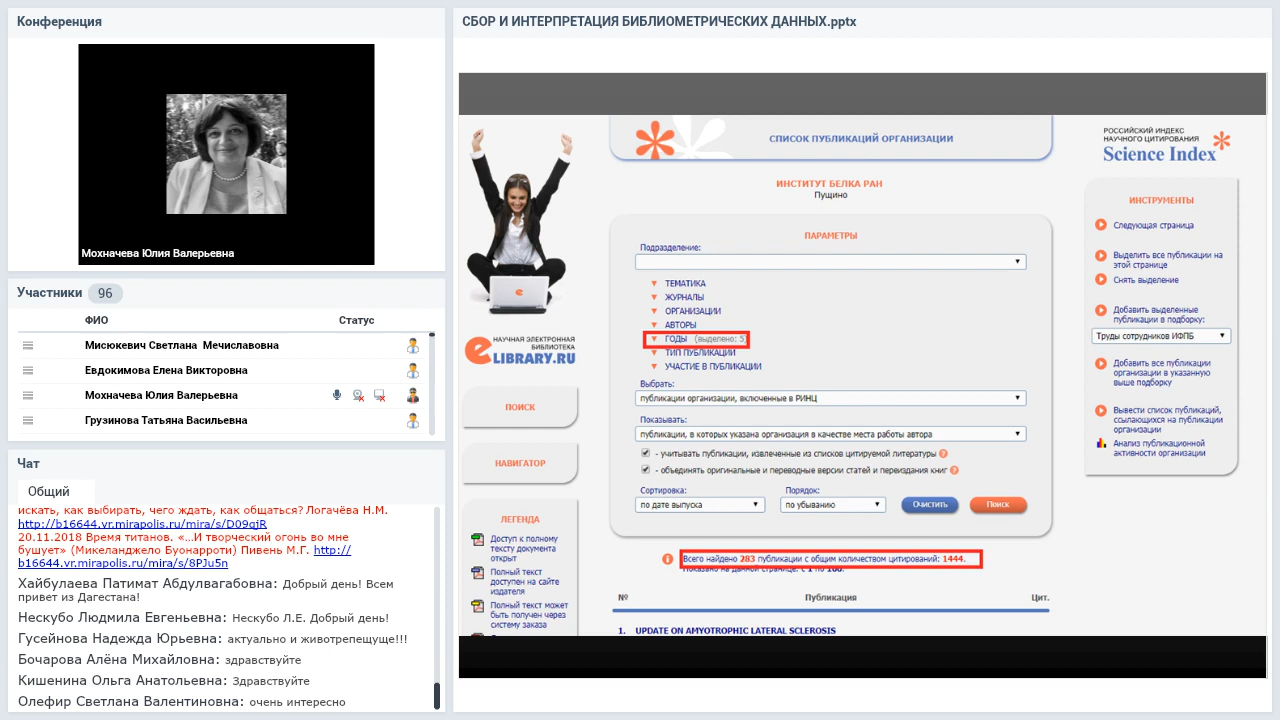 Конференция
Мохначева Юлия Валерьевна
Участники 96
ФИО Статус
Мисюкевич Светлана Мечиславовна
Евдокимова Елена Викторовна
Мохначева Юлия Валерьевна
Грузинова Татьяна Васильевна
Чат
Общий
искать, как выбирать, чего ждать, как общаться? Логачёва Н.М.
http://b16644.vr.mirapolis.ru/mira/s/D09qjR
20.11.2018 Время титанов. «...И творческий огонь во мне
бушует» (Микеланджело Буонарроти) Пивень М.Г. http://
b16644.vr.mirapolis.ru/mira/s/8PJu5n
Хайбулаева Патимат Абдулвагабовна: Добрый день! Всем
привет из Дагестана!
Нескубо Людмила Евгеньевна: Нескубо Л.Е. Добрый день!
Гусейнова Надежда Юрьевна: актуально и животрепещуще!!!
Бочарова Алёна Михайловна: здравствуйте
Кишенина Ольга Анатольевна: Здравствуйте
Олефир Светлана Валентиновна: очень интересно
СБОР И ИНТЕРПРЕТАЦИЯ БИБЛИОМЕТРИЧЕСКИХ ДАННЫХ.pptx
НАУЧНАЯ ЭЛЕКТРОННАЯ
БИБЛИОТЕКА
eLIBRARY.RU
ПОИСК
НАВИГАТОР
ЛЕГЕНДА
Доступ к полному
тексту документа
открыт
Полный текст
доступен на сайте
издателя
Полный текст может
быть получен через
систему заказа
СПИСОК ПУБЛИКАЦИЙ ОРГАНИЗАЦИИ
ИНСТИТУТ БЕЛКА РАН
Пущино
ПАРАМЕТРЫ
Подразделение:
ТЕМАТИКА
ЖУРНАЛЫ
ОРГАНИЗАЦИИ
АВТОРЫ
ГОДЫ (выделено: 5)
ТИП ПУБЛИКАЦИИ
УЧАСТИЕ В ПУБЛИКАЦИИ
Выбрать:
публикации организации, включенные в РИНЦ
Показывать:
публикации, в которых указана организация в качестве места работы автора
- учитывать публикации, извлеченные из списков цитируемой литературы
- объединять оригинальные и переводные версии статей и переиздания книг
Сортировка: Порядок:
по дате выпуска по убыванию Очистить Поиск
Всего найдено 283 публикации с общим количеством цитирований: 1444.
Показано на данной странице: с 1 по 100.
№ Публикация Цит.
1. UPDATE ON AMYOTROPHIC LATERAL SCLEROSIS
РОССИЙСКИЙ ИНДЕКС
НАУЧНОГО ЦИТИРОВАНИЯ
Science Index
ИНСТРУМЕНТЫ
Следующая страница
Выделить все публикации на
этой странице
Снять выделение
Добавить выделенные
публикации в подборку:
Труды сотрудников ИФПБ
Добавить все публикации
организации в указанную
выше подборку
Вывести список публикаций,
ссылающихся на публикации
организации
Анализ публикационной
активности организации